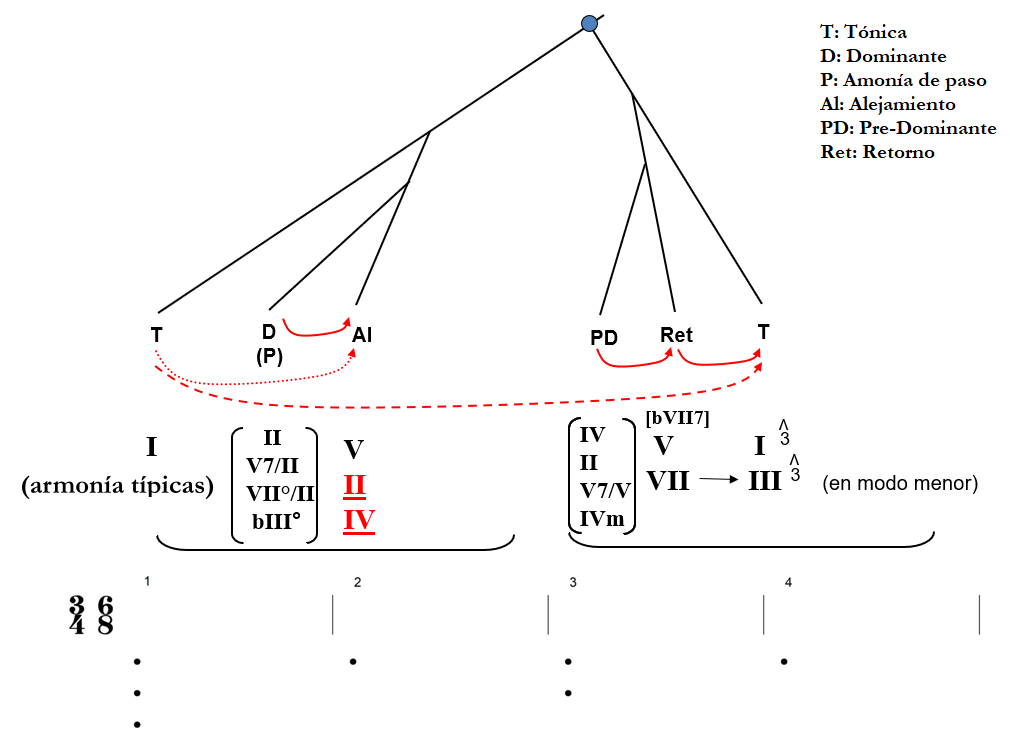 T: Tónica
D: Dominante
P: Amonía de paso
Al: Alejamiento
PD: Pre-Dominante
Ret: Retorno
T D Al PD Ret T
(P)
[bVII7]
I II V IV V I ^3
V7/II II
(armonía típicas) VII°/II II VII → III ^3 (en modo menor)
V7/V
bIII° IV IVm
1 2 3 4
3 6
4 8